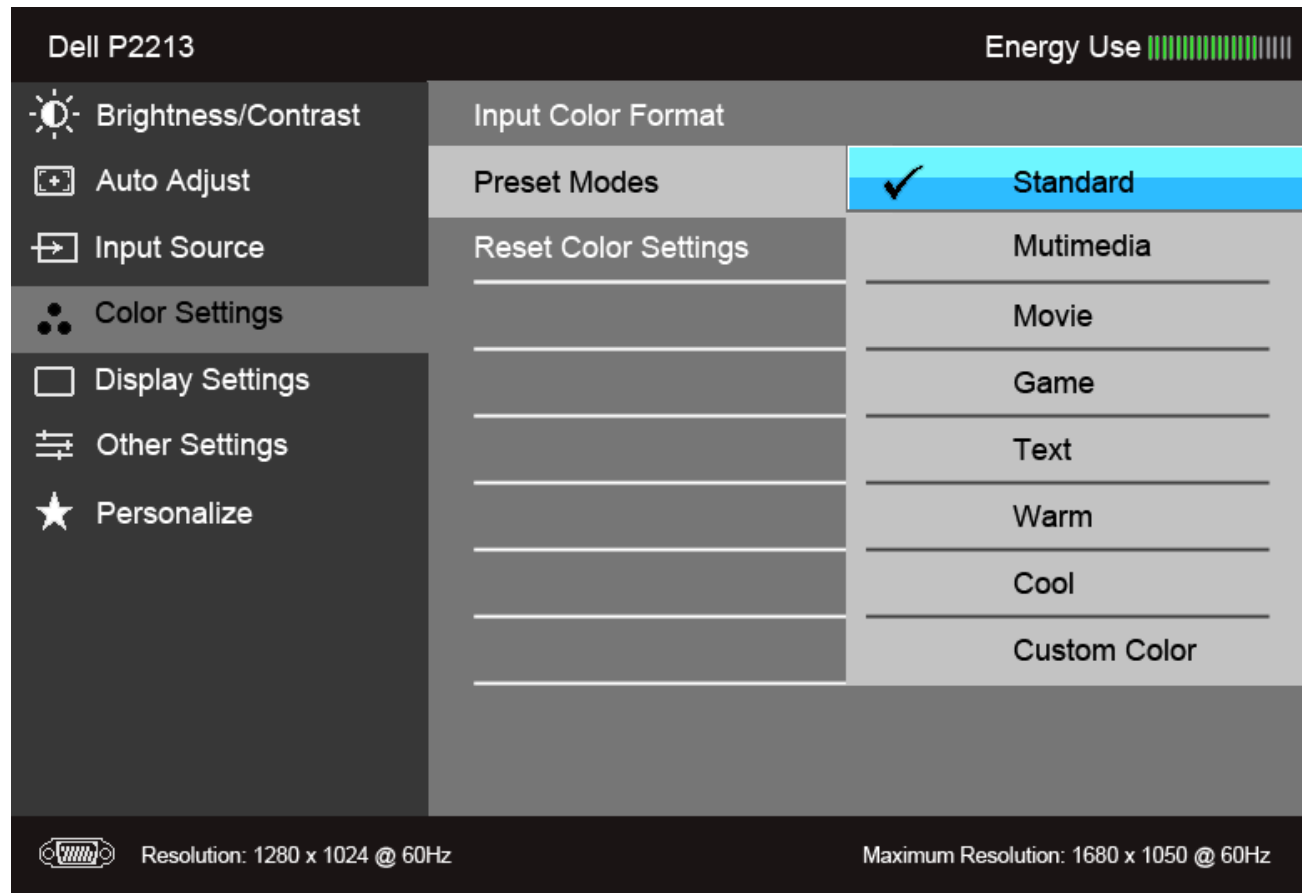 Dell P2213 Energy Use
Brightness/Contrast Input Color Format
Auto Adjust Preset Modes Standard
Input Source Reset Color Settings Mutimedia
Color Settings Movie
Display Settings Game
Other Settings Text
Personalize Warm
Cool
Custom Color
Resolution: 1280 x 1024 @ 60Hz Maximum Resolution: 1680 x 1050 @ 60Hz